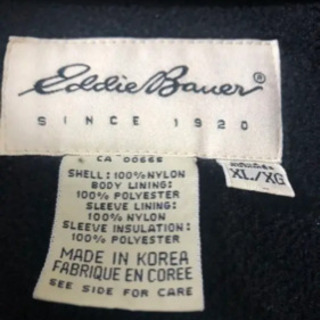 Eddie Bauer®
SINCE 1920
XL/XG
CA 00666
SHELL: 100% NYLON
BODY LINING:
100% POLYESTER
SLEEVE LINING:
100% NYLON
SLEEVE INSULATION:
100% POLYESTER
MADE IN KOREA
FABRIQUE EN COREE
SEE SIDE FOR CARE